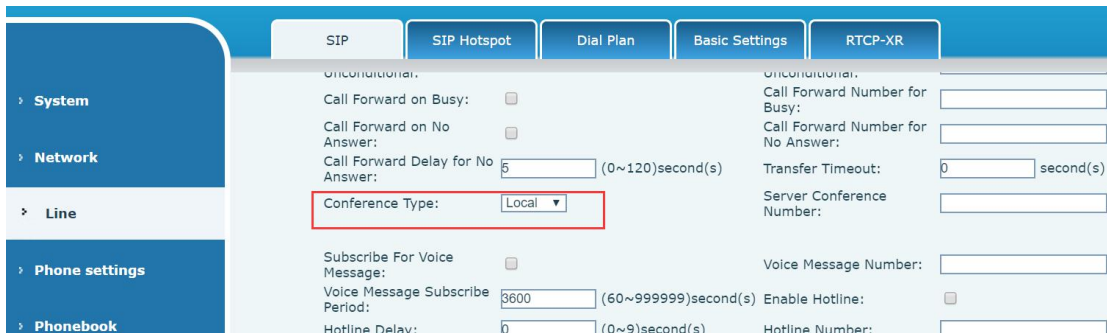 SIP SIP Hotspot Dial Plan Basic Settings RTCP-XR
Unconditional: Unconditional:
› System
› Network
› Line
› Phone settings
› Phonebook
Call Forward on Busy:
Call Forward Number for
Busy:
Call Forward on No
Answer:
Call Forward Number for
No Answer:
Call Forward Delay for No
Answer:
5 (0~120)second(s)
Transfer Timeout:
0 second(s)
Conference Type:
Local ▼
Server Conference
Number:
Subscribe For Voice
Message:
Voice Message Number:
Voice Message Subscribe
Period:
3600 (60~999999)second(s)
Enable Hotline:
Hotline Delay:
0 (0~9)second(s)
Hotline Number: